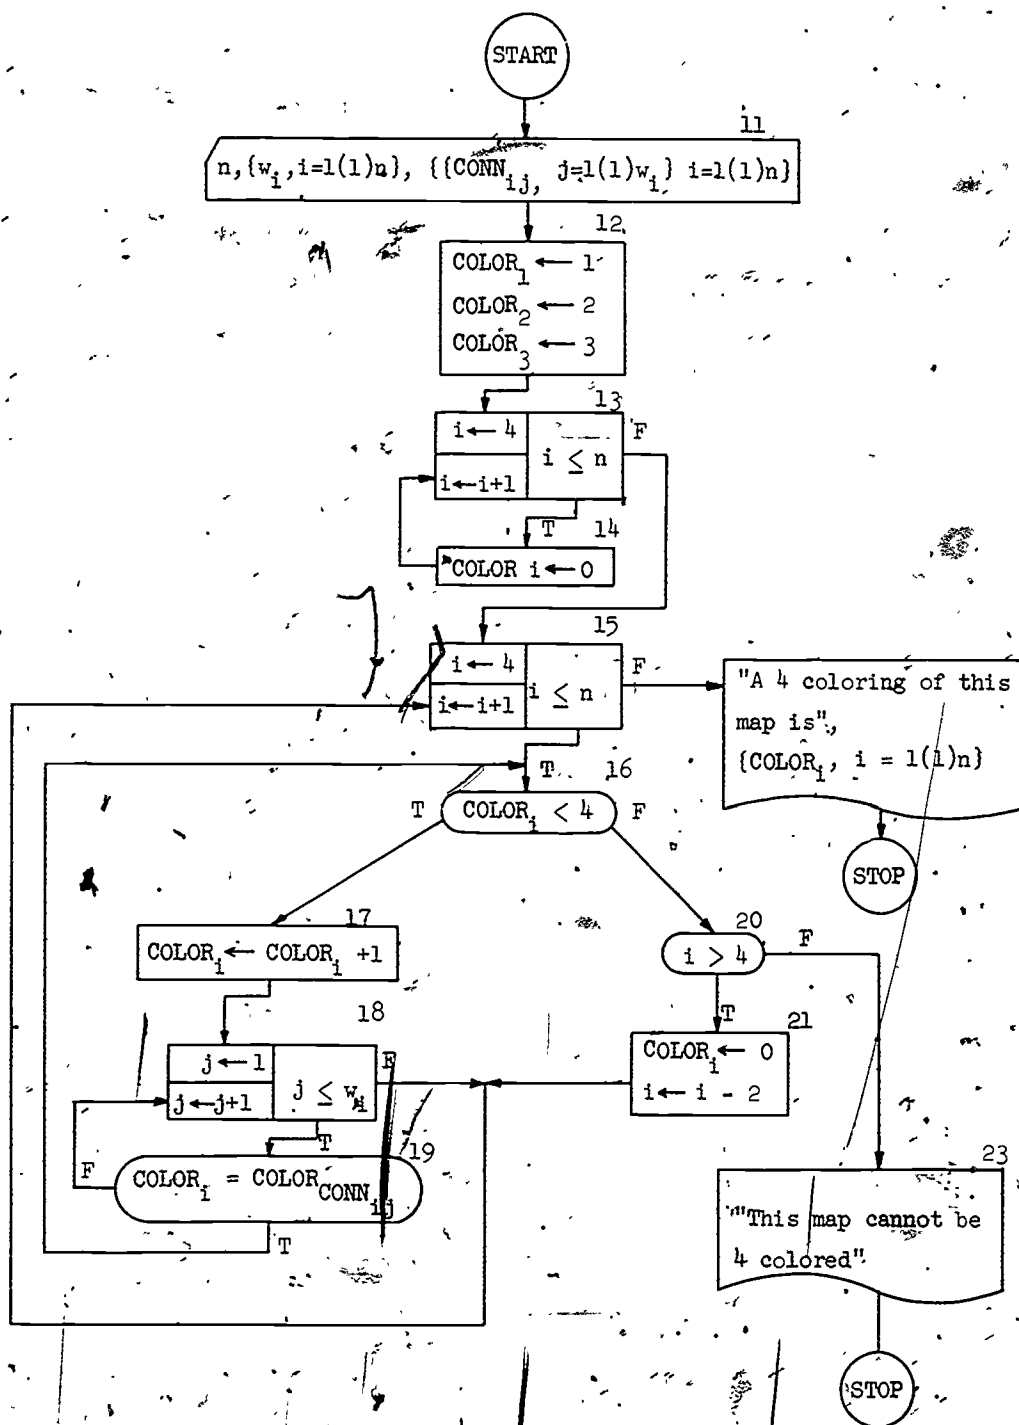 START
11
n,{w_i,i=1(1)n}, {{CONN_ij, j=1(1)w_i} i=1(1)n}
12
COLOR_1 ← 1
COLOR_2 ← 2
COLOR_3 ← 3
13
i ← 4
i ≤ n
F
i←i+1
T
14
COLOR i ← 0
15
i ← 4
i ≤ n
F
i←i+1
"A 4 coloring of this
map is",
{COLOR_i, i = 1(1)n}
T
16
T
COLOR_i < 4
F
STOP
17
COLOR_i ← COLOR_i +1
20
i > 4
F
T
18
j ← 1
j ≤ w_i
F
j←j+1
T
21
COLOR_i ← 0
i ← i - 2
19
F
COLOR_i = COLOR_CONN_ij
T
23
"This map cannot be
4 colored"
STOP